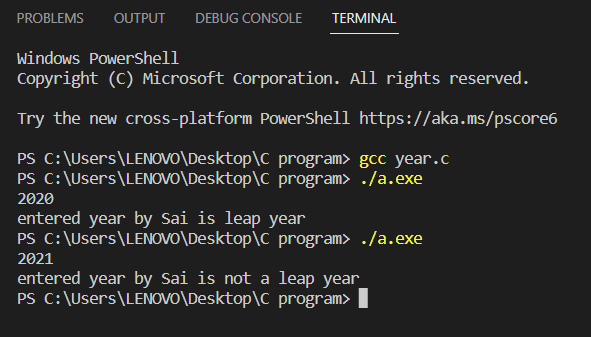 PROBLEMS OUTPUT DEBUG CONSOLE TERMINAL
Windows PowerShell
Copyright (C) Microsoft Corporation. All rights reserved.
Try the new cross-platform PowerShell https://aka.ms/pscore6
PS C:\Users\LENOVO\Desktop\C program> gcc year.c
PS C:\Users\LENOVO\Desktop\C program> ./a.exe
2020
entered year by Sai is leap year
PS C:\Users\LENOVO\Desktop\C program> ./a.exe
2021
entered year by Sai is not a leap year
PS C:\Users\LENOVO\Desktop\C program>